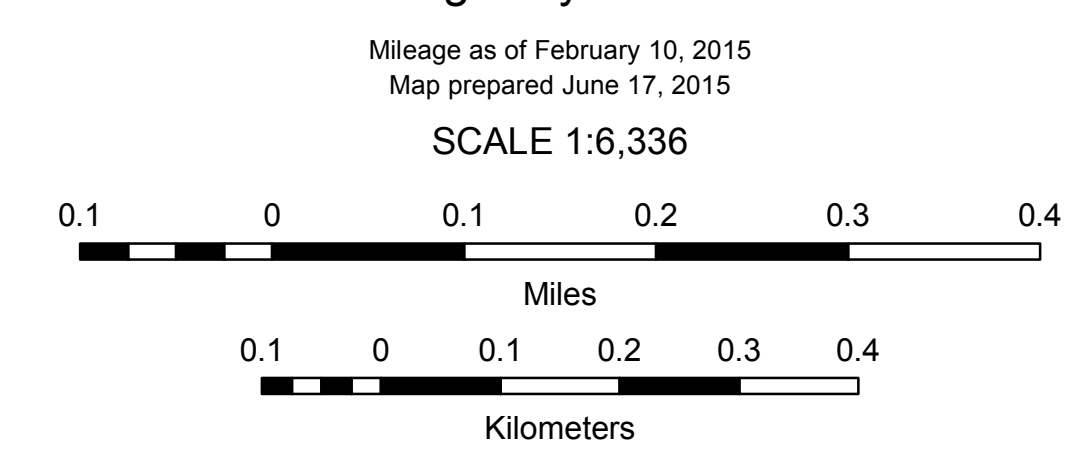 Mileage as of February 10, 2015
Map prepared June 17, 2015
SCALE 1:6,336
0.1 0 0.1 0.2 0.3 0.4
Miles
0.1 0 0.1 0.2 0.3 0.4
Kilometers